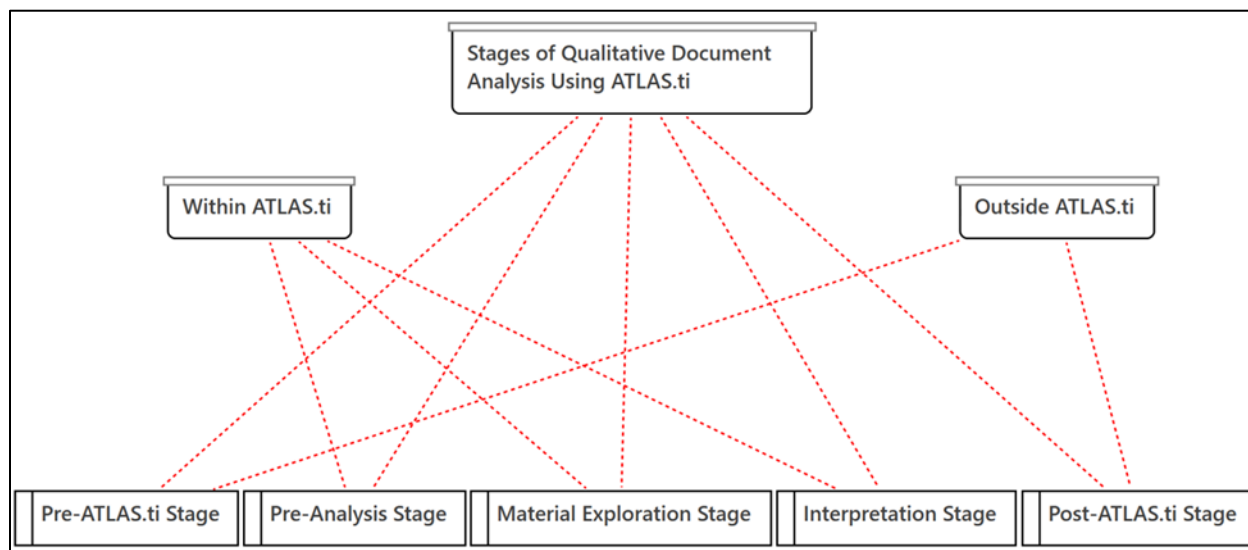 Stages of Qualitative Document
Analysis Using ATLAS.ti
Within ATLAS.ti
Outside ATLAS.ti
Pre-ATLAS.ti Stage
Pre-Analysis Stage
Material Exploration Stage
Interpretation Stage
Post-ATLAS.ti Stage